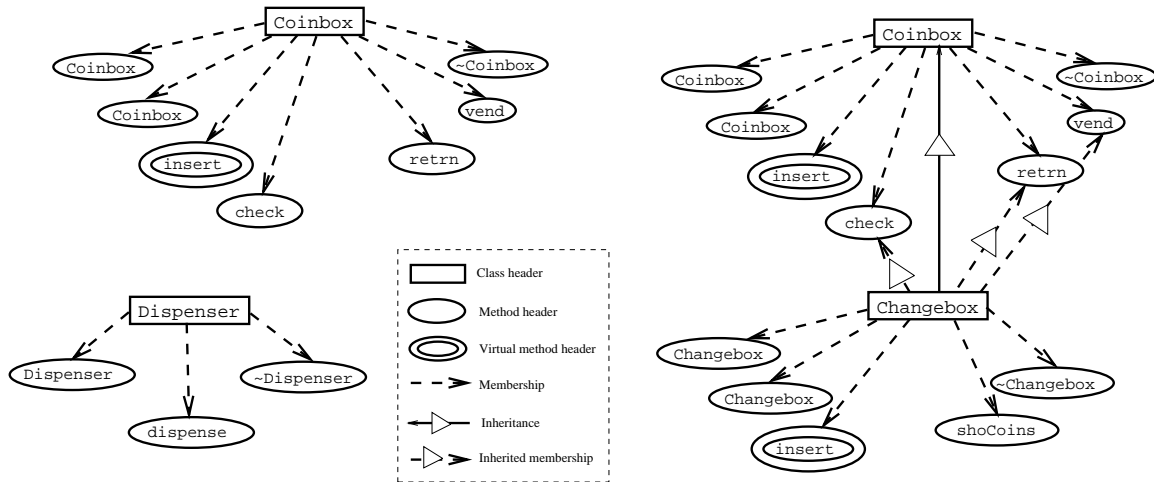 Coinbox
Coinbox
~Coinbox
Coinbox
vend
insert
retrn
check
Dispenser
Dispenser
~Dispenser
dispense
Class header
Method header
Virtual method header
Membership
Inheritance
Inherited membership
Coinbox
Coinbox
~Coinbox
Coinbox
vend
insert
retrn
check
Changebox
Changebox
~Changebox
Changebox
shoCoins
insert